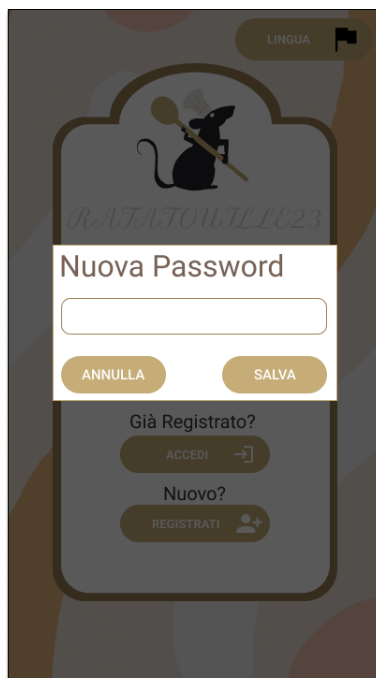 LINGUA
RATATOUILLE23
Nuova Password
ANNULLA
SALVA
Già Registrato?
ACCEDI
Nuovo?
REGISTRATI